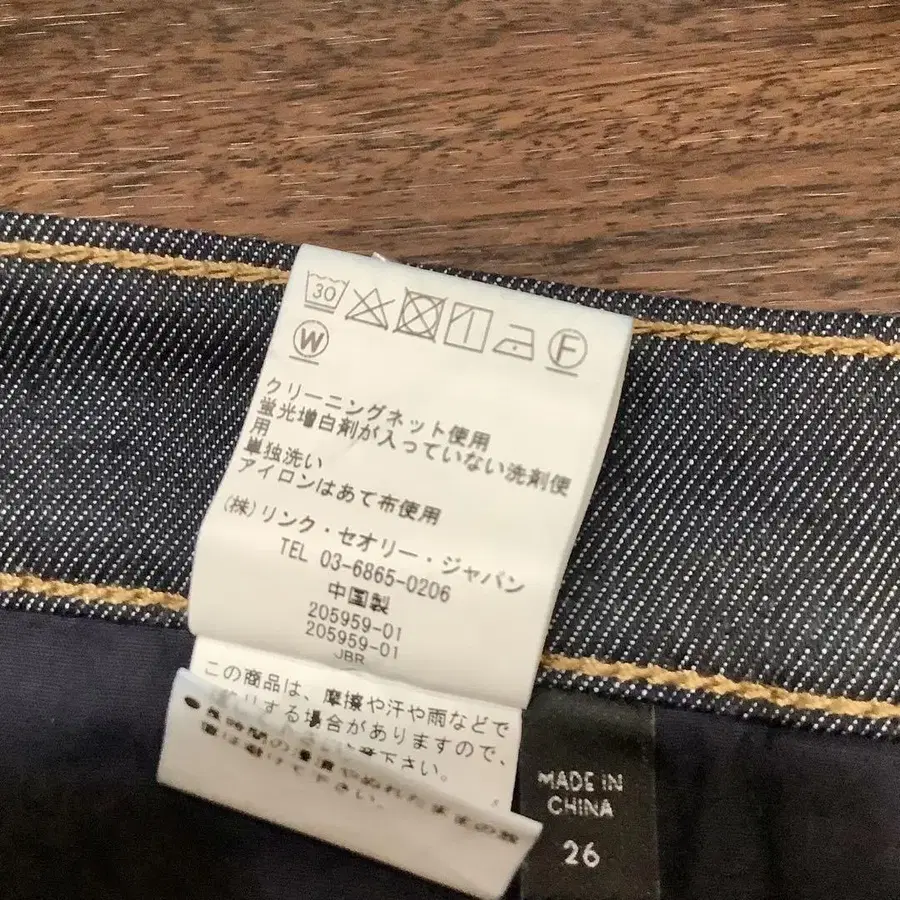 30
W
F
クリーニングネット使用
蛍光増白剤が入っていない洗剤使
用
単独洗い
アイロンはあて布使用
(株)リンク・セオリー・ジャパン
TEL 03-6865-0206
中国製
205959-01
205959-01
JBR
この商品は、摩擦や汗や雨などで
する場合がありますので、
下さい。
MADE IN
CHINA
26